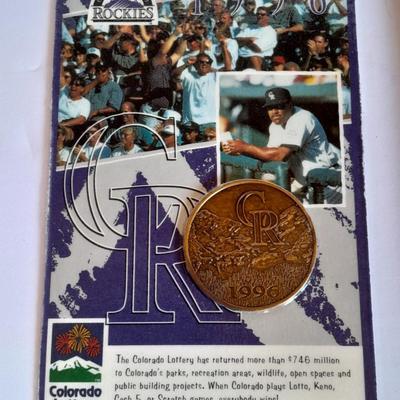 ROCKIES
1996
CR
CR
1996
The Colorado Lottery has returned more than $746 million
to Colorado's parks, recreation areas, wildlife, open spaces and
public building projects. When Colorado plays Lotto, Keno,
Cash 5, or Scratch games, everybody wins!
Colorado